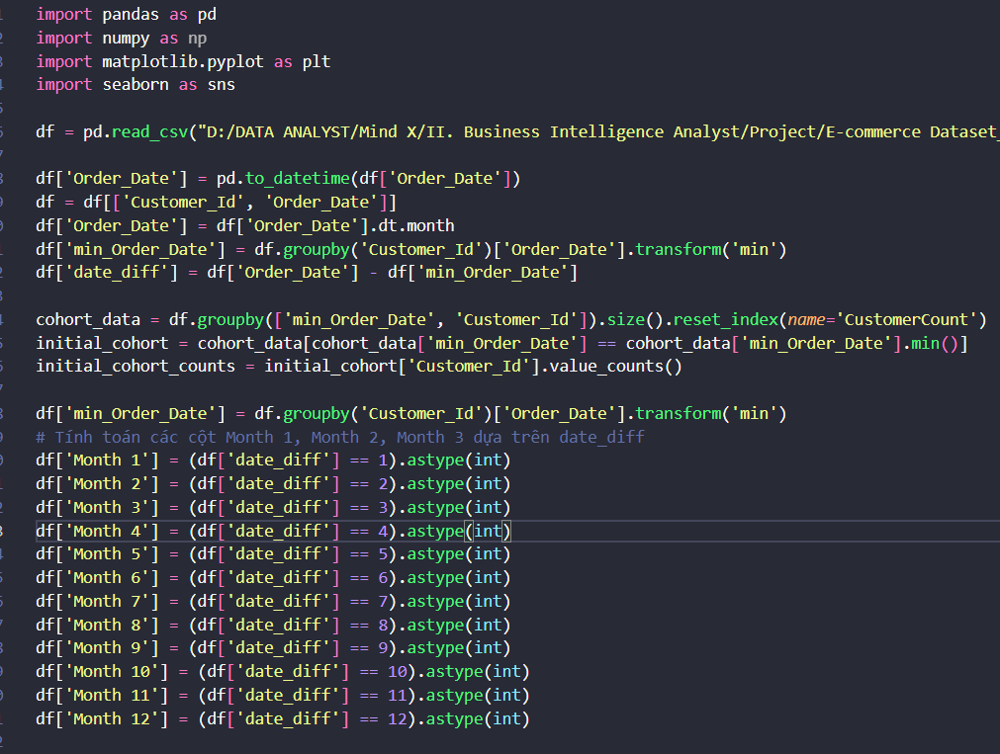 import pandas as pd
import numpy as np
import matplotlib.pyplot as plt
import seaborn as sns
df = pd.read_csv("D:/DATA ANALYST/Mind X/II. Business Intelligence Analyst/Project/E-commerce Dataset_
df['Order_Date'] = pd.to_datetime(df['Order_Date'])
df = df[['Customer_Id', 'Order_Date']]
df['Order_Date'] = df['Order_Date'].dt.month
df['min_Order_Date'] = df.groupby('Customer_Id')['Order_Date'].transform('min')
df['date_diff'] = df['Order_Date'] - df['min_Order_Date']
cohort_data = df.groupby(['min_Order_Date', 'Customer_Id']).size().reset_index(name='CustomerCount')
initial_cohort = cohort_data[cohort_data['min_Order_Date'] == cohort_data['min_Order_Date'].min()]
initial_cohort_counts = initial_cohort['Customer_Id'].value_counts()
df['min_Order_Date'] = df.groupby('Customer_Id')['Order_Date'].transform('min')
# Tính toán các cột Month 1, Month 2, Month 3 dựa trên date_diff
df['Month 1'] = (df['date_diff'] == 1).astype(int)
df['Month 2'] = (df['date_diff'] == 2).astype(int)
df['Month 3'] = (df['date_diff'] == 3).astype(int)
df['Month 4'] = (df['date_diff'] == 4).astype(int)
df['Month 5'] = (df['date_diff'] == 5).astype(int)
df['Month 6'] = (df['date_diff'] == 6).astype(int)
df['Month 7'] = (df['date_diff'] == 7).astype(int)
df['Month 8'] = (df['date_diff'] == 8).astype(int)
df['Month 9'] = (df['date_diff'] == 9).astype(int)
df['Month 10'] = (df['date_diff'] == 10).astype(int)
df['Month 11'] = (df['date_diff'] == 11).astype(int)
df['Month 12'] = (df['date_diff'] == 12).astype(int)